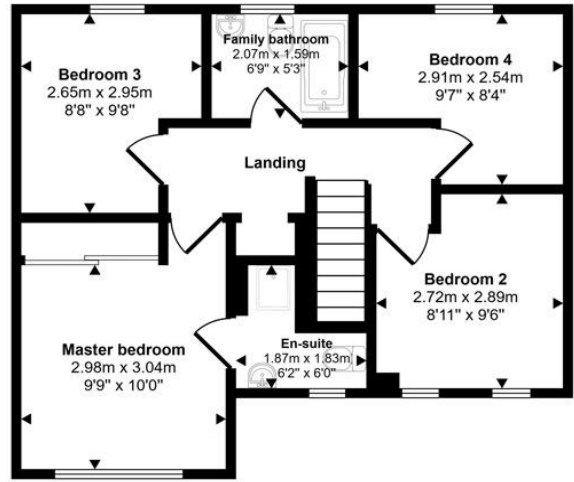 Bedroom 3
2.65m x 2.95m
8'8" x 9'8"
Family bathroom
2.07m x 1.59m
6'9" x 5'3"
Bedroom 4
2.91m x 2.54m
9'7" x 8'4"
Landing
Bedroom 2
2.72m x 2.89m
8'11" x 9'6"
Master bedroom
2.98m x 3.04m
9'9" x 10'0"
En-suite
1.87m x 1.83m
6'2" x 6'0"